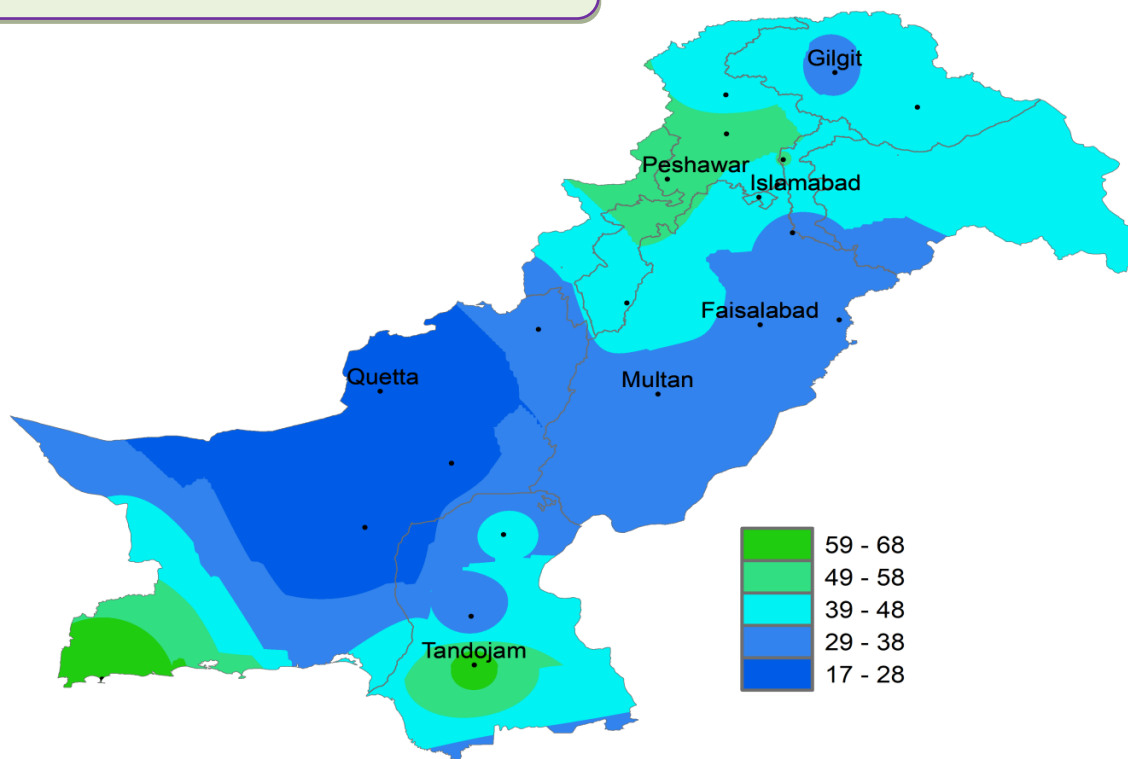 Gilgit
Peshawar
Islamabad
Faisalabad
Quetta
Multan
Tandojam
59 - 68
49 - 58
39 - 48
29 - 38
17 - 28